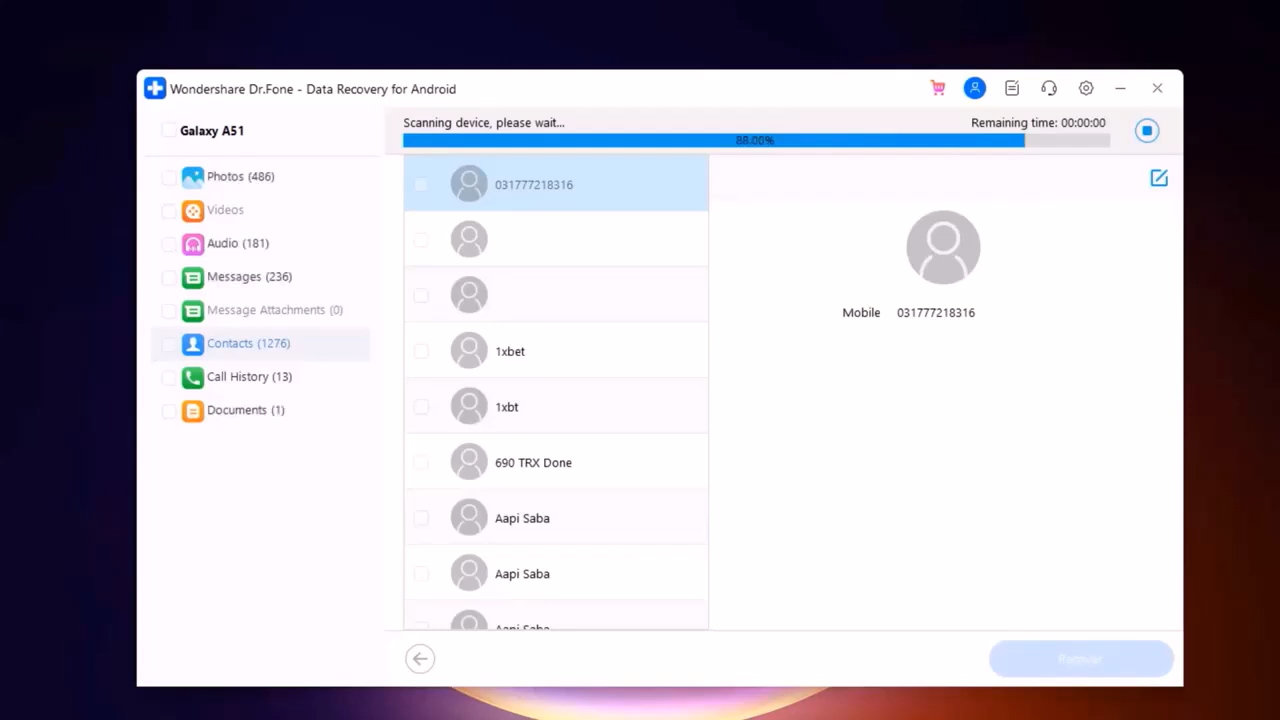 Wondershare Dr.Fone - Data Recovery for Android
Galaxy A51
Photos (486)
Videos
Audio (181)
Messages (236)
Message Attachments (0)
Contacts (1276)
Call History (13)
Documents (1)
Scanning device, please wait...
Remaining time: 00:00:00
88.00%
031777218316
1xbet
1xbt
690 TRX Done
Aapi Saba
Aapi Saba
Aapi Saba
Mobile 031777218316